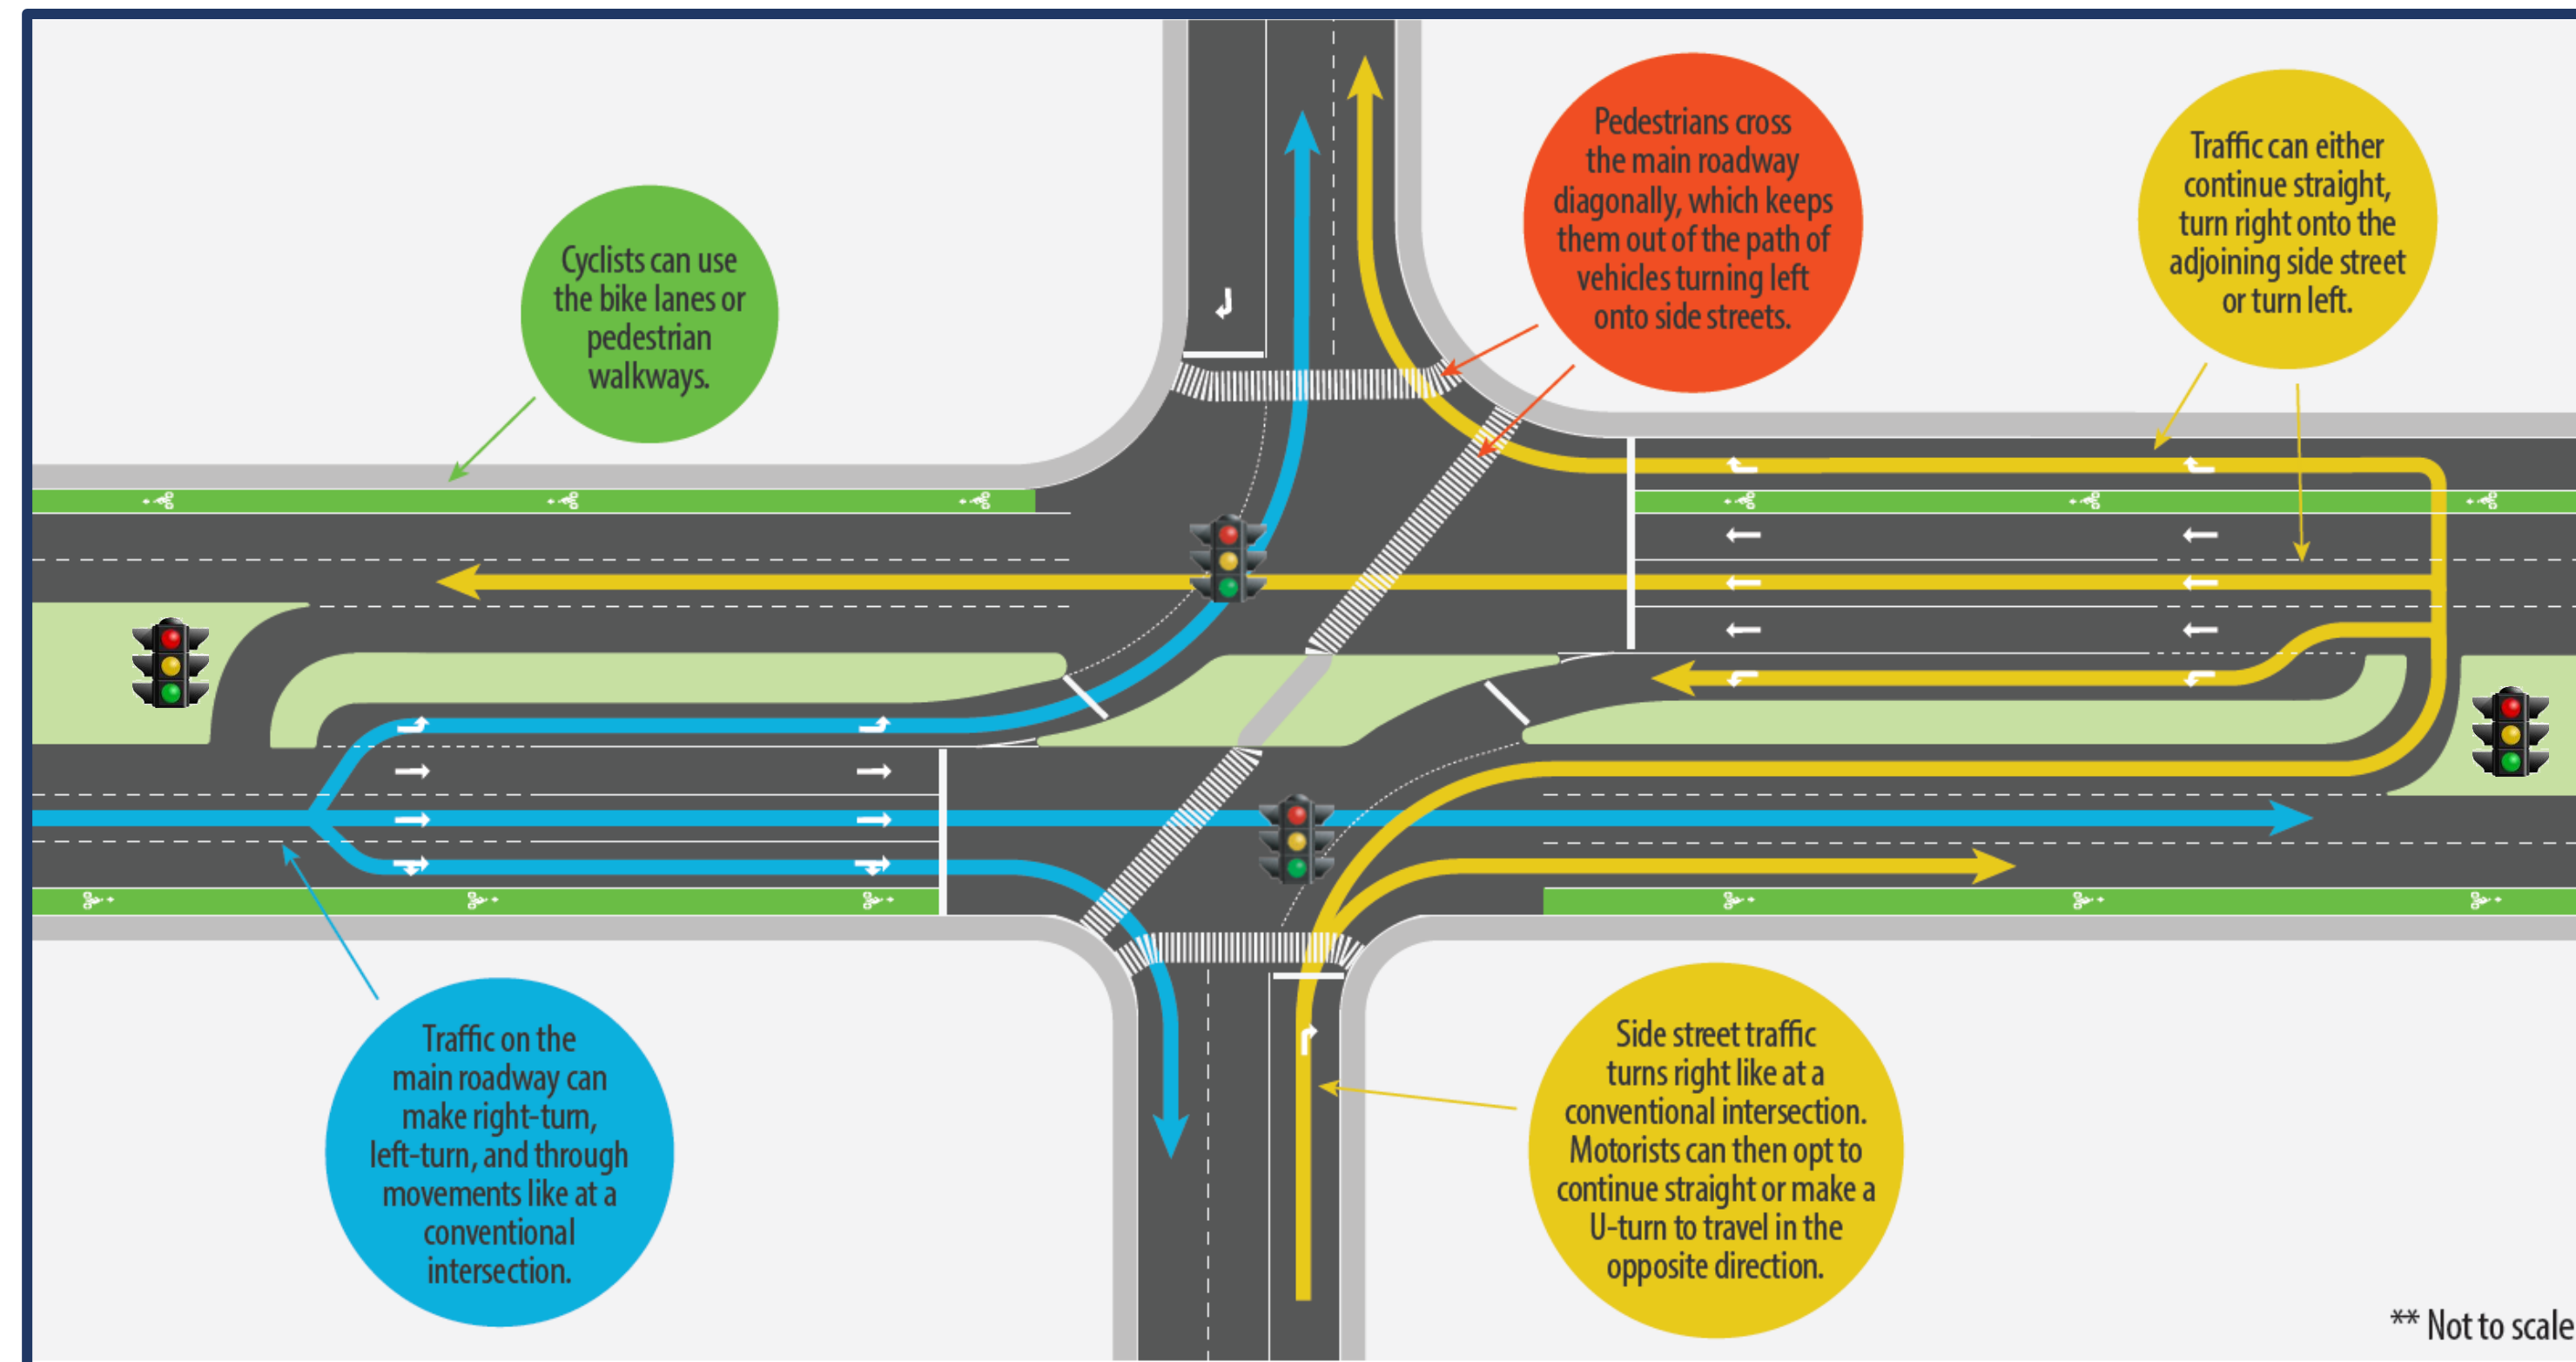 Cyclists can use
the bike lanes or
pedestrian
walkways.
Pedestrians cross
the main roadway
diagonally, which keeps
them out of the path of
vehicles turning left
onto side streets.
Traffic can either
continue straight,
turn right onto the
adjoining side street
or turn left.
Traffic on the
main roadway can
make right-turn,
left-turn, and through
movements like at a
conventional
intersection.
Side street traffic
turns right like at a
conventional intersection.
Motorists can then opt to
continue straight or make a
U-turn to travel in the
opposite direction.
** Not to scale